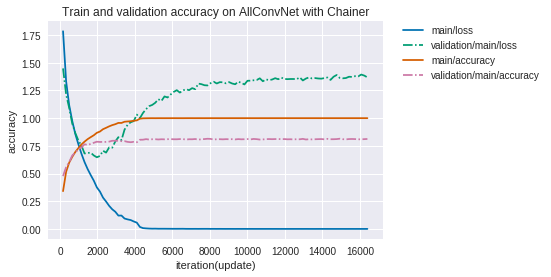 Train and validation accuracy on AllConvNet with Chainer
main/loss
validation/main/loss
main/accuracy
validation/main/accuracy
accuracy
1.75
1.50
1.25
1.00
0.75
0.50
0.25
0.00
0 2000 4000 6000 8000 10000 12000 14000 16000
iteration(update)